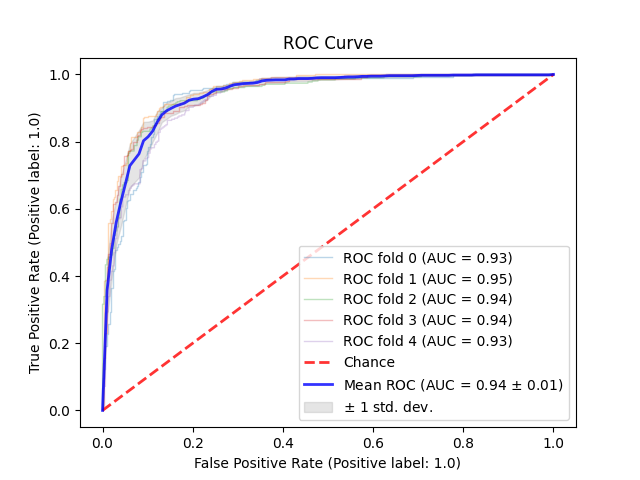 ROC Curve
True Positive Rate (Positive label: 1.0)
1.0
0.8
0.6
0.4
0.2
0.0
ROC fold 0 (AUC = 0.93)
ROC fold 1 (AUC = 0.95)
ROC fold 2 (AUC = 0.94)
ROC fold 3 (AUC = 0.94)
ROC fold 4 (AUC = 0.93)
Chance
Mean ROC (AUC = 0.94 ± 0.01)
± 1 std. dev.
0.0 0.2 0.4 0.6 0.8 1.0
False Positive Rate (Positive label: 1.0)